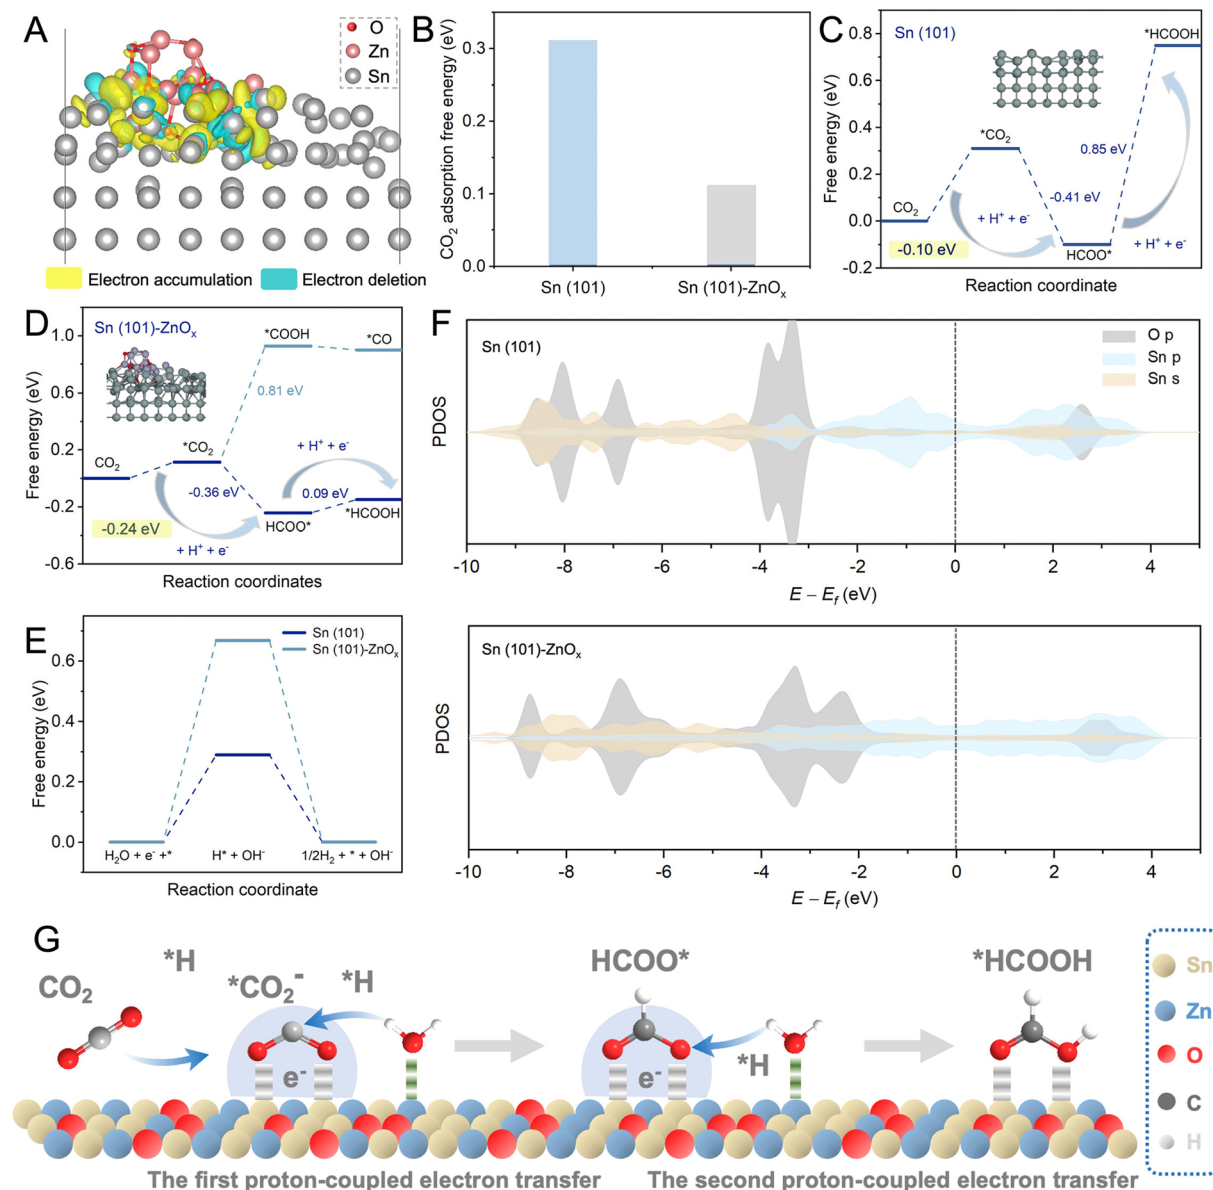 A
O
Zn
Sn
Electron accumulation
Electron deletion
B
CO₂ adsorption free energy (eV)
0.3
0.2
0.1
0.0
Sn (101)
Sn (101)-ZnOₓ
C
Sn (101)
Free energy (eV)
0.8
0.6
0.4
0.2
0.0
-0.2
CO₂
*CO₂
HCOO*
*HCOOH
-0.10 eV
-0.41 eV
0.85 eV
+ H⁺ + e⁻
+ H⁺ + e⁻
Reaction coordinate
D
Sn (101)-ZnOₓ
Free energy (eV)
1.0
0.6
0.2
-0.2
-0.6
CO₂
*CO₂
*COOH
*CO
0.81 eV
+ H⁺ + e⁻
-0.36 eV
0.09 eV
HCOO*
*HCOOH
-0.24 eV
+ H⁺ + e⁻
Reaction coordinates
E
Sn (101)
Sn (101)-ZnOₓ
Free energy (eV)
0.6
0.4
0.2
0.0
H₂O + e⁻ +*
H* + OH⁻
1/2H₂ + * + OH⁻
Reaction coordinate
F
Sn (101)
O p
Sn p
Sn s
PDOS
-10 -8 -6 -4 -2 0 2 4
E – E_f (eV)
Sn (101)-ZnOₓ
PDOS
-10 -8 -6 -4 -2 0 2 4
E – E_f (eV)
G
CO₂
*H
*CO₂⁻
*H
e⁻
HCOO*
*H
e⁻
*HCOOH
Sn
Zn
O
C
H
The first proton-coupled electron transfer
The second proton-coupled electron transfer